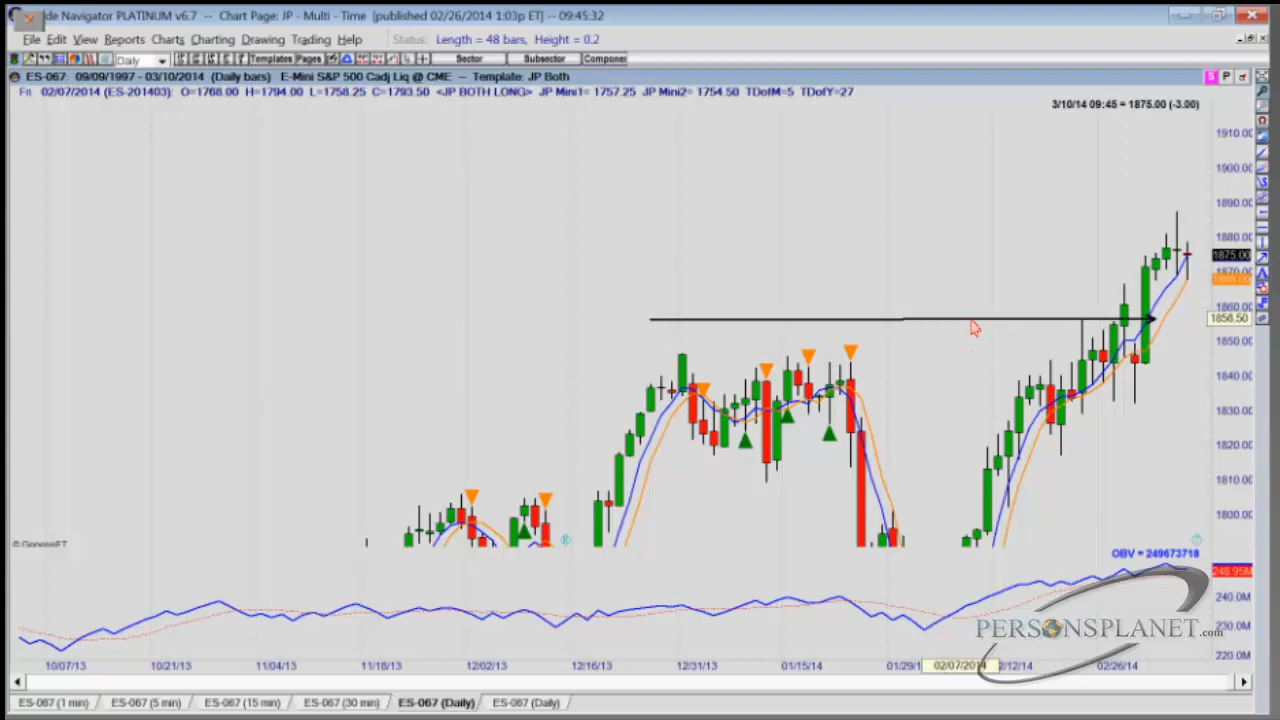 de Navigator PLATINUM v6.7 -- Chart Page: JP - Multi - Time [published 02/26/2014 1:03p ET] -- 09:45:32
File Edit View Reports Charts Charting Drawing Trading Help Status: Length = 48 bars, Height = 0.2
Daily Templates Pages Sector Subsector Componen
ES-067: 09/09/1997 - 03/10/2014 (Daily bars) E-Mini S&P 500 Cadj Liq @ CME -- Template: JP Both S P
Fri 02/07/2014 (ES-201403): O=1768.00 H=1794.00 L=1758.25 C=1793.50 <JP BOTH LONG> JP Mini1= 1757.25 JP Mini2= 1754.50 TDofM=5 TDofY=27
3/10/14 09:45 = 1875.00 (-3.00)
1910.00
1900.00
1890.00
1880.00
1875.00
1870.00
1860.00
1856.50
1850.00
1840.00
1830.00
1820.00
1810.00
1800.00
© GenesisFT
OBV = 249673718
248.95M
240.0M
230.0M
220.0M
PERSONSPLANET.com
10/07/13 10/21/13 11/04/13 11/18/13 12/02/13 12/16/13 12/31/13 01/15/14 01/29/1 02/07/2014 2/12/14 02/26/14
ES-067 (1 min) ES-067 (5 min) ES-067 (15 min) ES-067 (30 min) ES-067 (Daily) ES-067 (Daily)